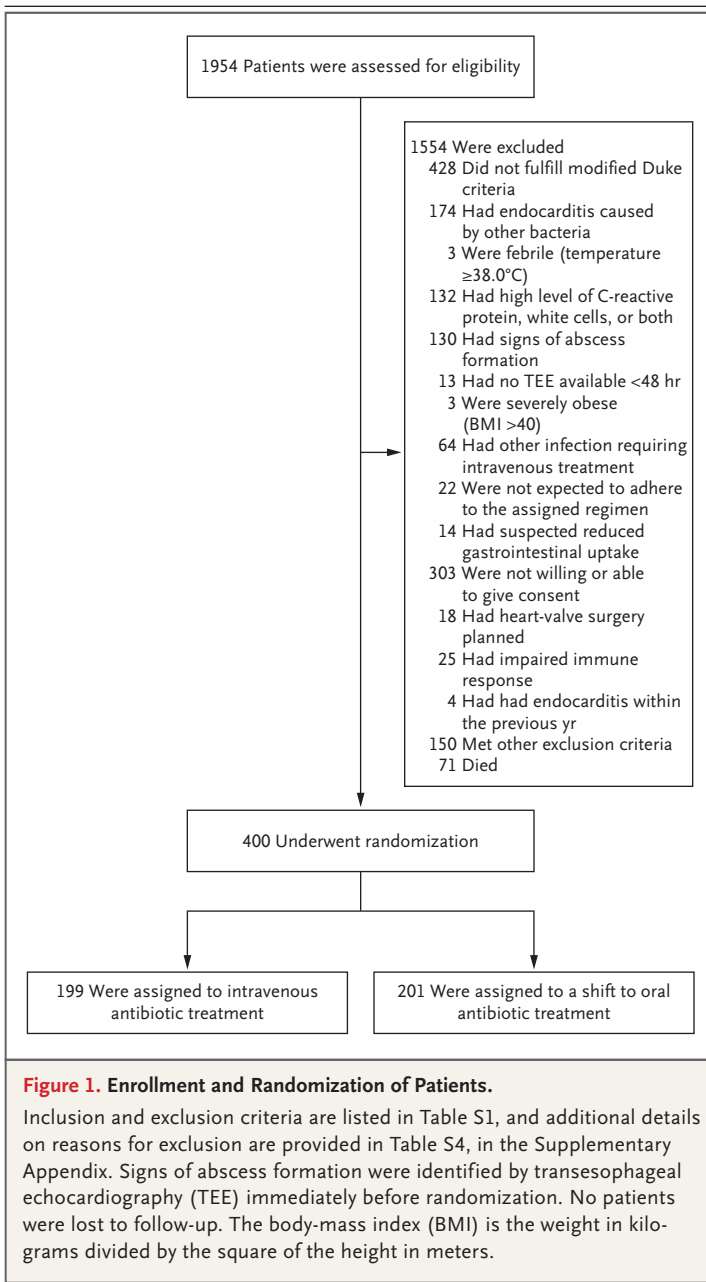 1954 Patients were assessed for eligibility
1554 Were excluded
428 Did not fulfill modified Duke
criteria
174 Had endocarditis caused
by other bacteria
3 Were febrile (temperature
≥38.0°C)
132 Had high level of C-reactive
protein, white cells, or both
130 Had signs of abscess
formation
13 Had no TEE available <48 hr
3 Were severely obese
(BMI >40)
64 Had other infection requiring
intravenous treatment
22 Were not expected to adhere
to the assigned regimen
14 Had suspected reduced
gastrointestinal uptake
303 Were not willing or able
to give consent
18 Had heart-valve surgery
planned
25 Had impaired immune
response
4 Had had endocarditis within
the previous yr
150 Met other exclusion criteria
71 Died
400 Underwent randomization
199 Were assigned to intravenous
antibiotic treatment
201 Were assigned to a shift to oral
antibiotic treatment
Figure 1. Enrollment and Randomization of Patients.
Inclusion and exclusion criteria are listed in Table S1, and additional details
on reasons for exclusion are provided in Table S4, in the Supplementary
Appendix. Signs of abscess formation were identified by transesophageal
echocardiography (TEE) immediately before randomization. No patients
were lost to follow-up. The body-mass index (BMI) is the weight in kilo-
grams divided by the square of the height in meters.